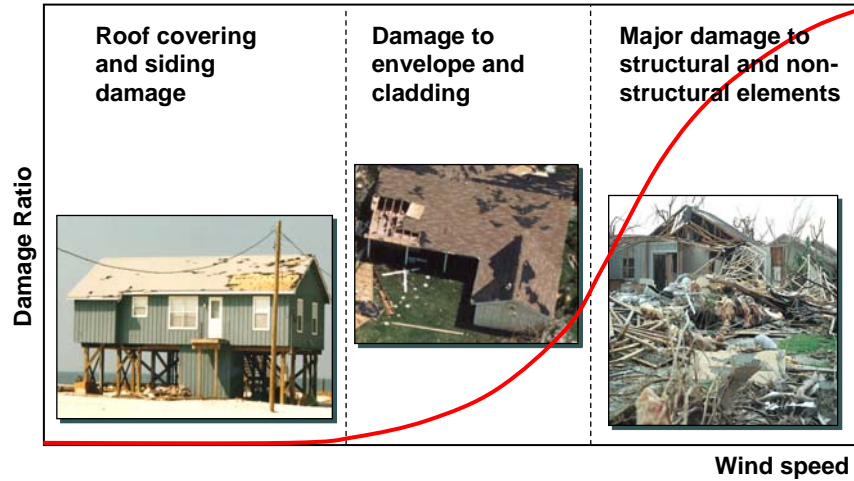 Roof covering
and siding
damage
Damage to
envelope and
cladding
Major damage to
structural and non-
structural elements
Damage Ratio
Wind speed